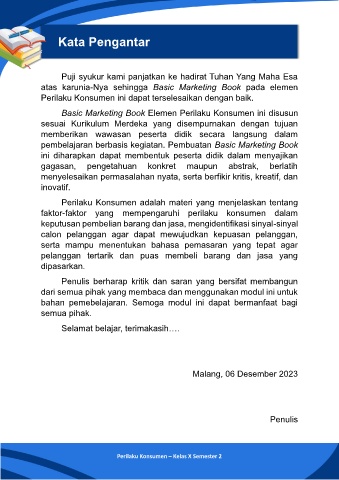 Kata Pengantar
Puji syukur kami panjatkan ke hadirat Tuhan Yang Maha Esa
atas karunia-Nya sehingga Basic Marketing Book pada elemen
Perilaku Konsumen ini dapat terselesaikan dengan baik.
Basic Marketing Book Elemen Perilaku Konsumen ini disusun
sesuai Kurikulum Merdeka yang disempurnakan dengan tujuan
memberikan wawasan peserta didik secara langsung dalam
pembelajaran berbasis kegiatan. Pembuatan Basic Marketing Book
ini diharapkan dapat membentuk peserta didik dalam menyajikan
gagasan, pengetahuan konkret maupun abstrak, berlatih
menyelesaikan permasalahan nyata, serta berfikir kritis, kreatif, dan
inovatif.
Perilaku Konsumen adalah materi yang menjelaskan tentang
faktor-faktor yang mempengaruhi perilaku konsumen dalam
keputusan pembelian barang dan jasa, mengidentifikasi sinyal-sinyal
calon pelanggan agar dapat mewujudkan kepuasan pelanggan,
serta mampu menentukan bahasa pemasaran yang tepat agar
pelanggan tertarik dan puas membeli barang dan jasa yang
dipasarkan.
Penulis berharap kritik dan saran yang bersifat membangun
dari semua pihak yang membaca dan menggunakan modul ini untuk
bahan pemebelajaran. Semoga modul ini dapat bermanfaat bagi
semua pihak.
Selamat belajar, terimakasih….
Malang, 06 Desember 2023
Penulis
Perilaku Konsumen – Kelas X Semester 2